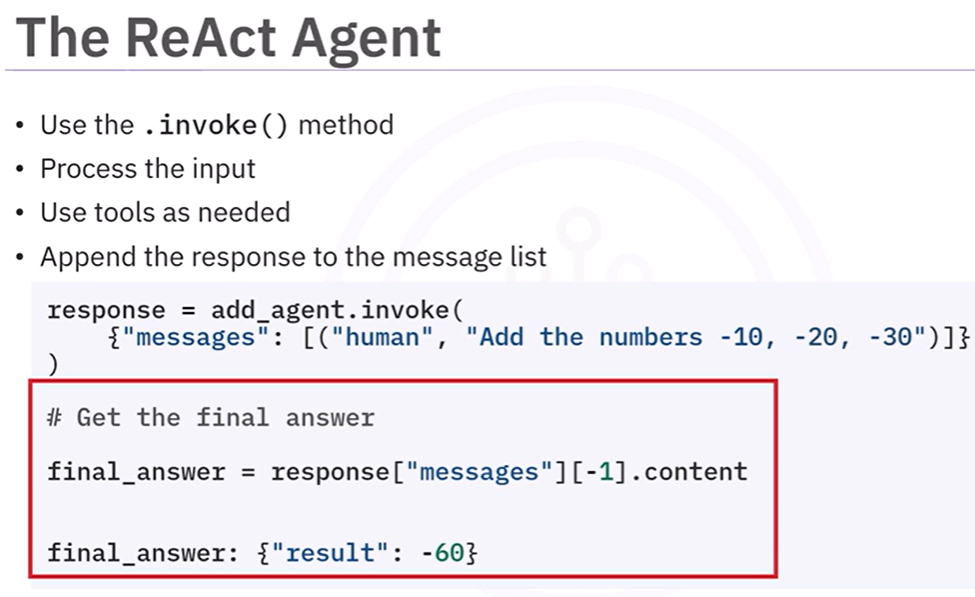 The ReAct Agent
• Use the .invoke() method
• Process the input
• Use tools as needed
• Append the response to the message list
response = add_agent.invoke(
    {"messages": [("human", "Add the numbers -10, -20, -30")]}
)
# Get the final answer
final_answer = response["messages"][-1].content
final_answer: {"result": -60}